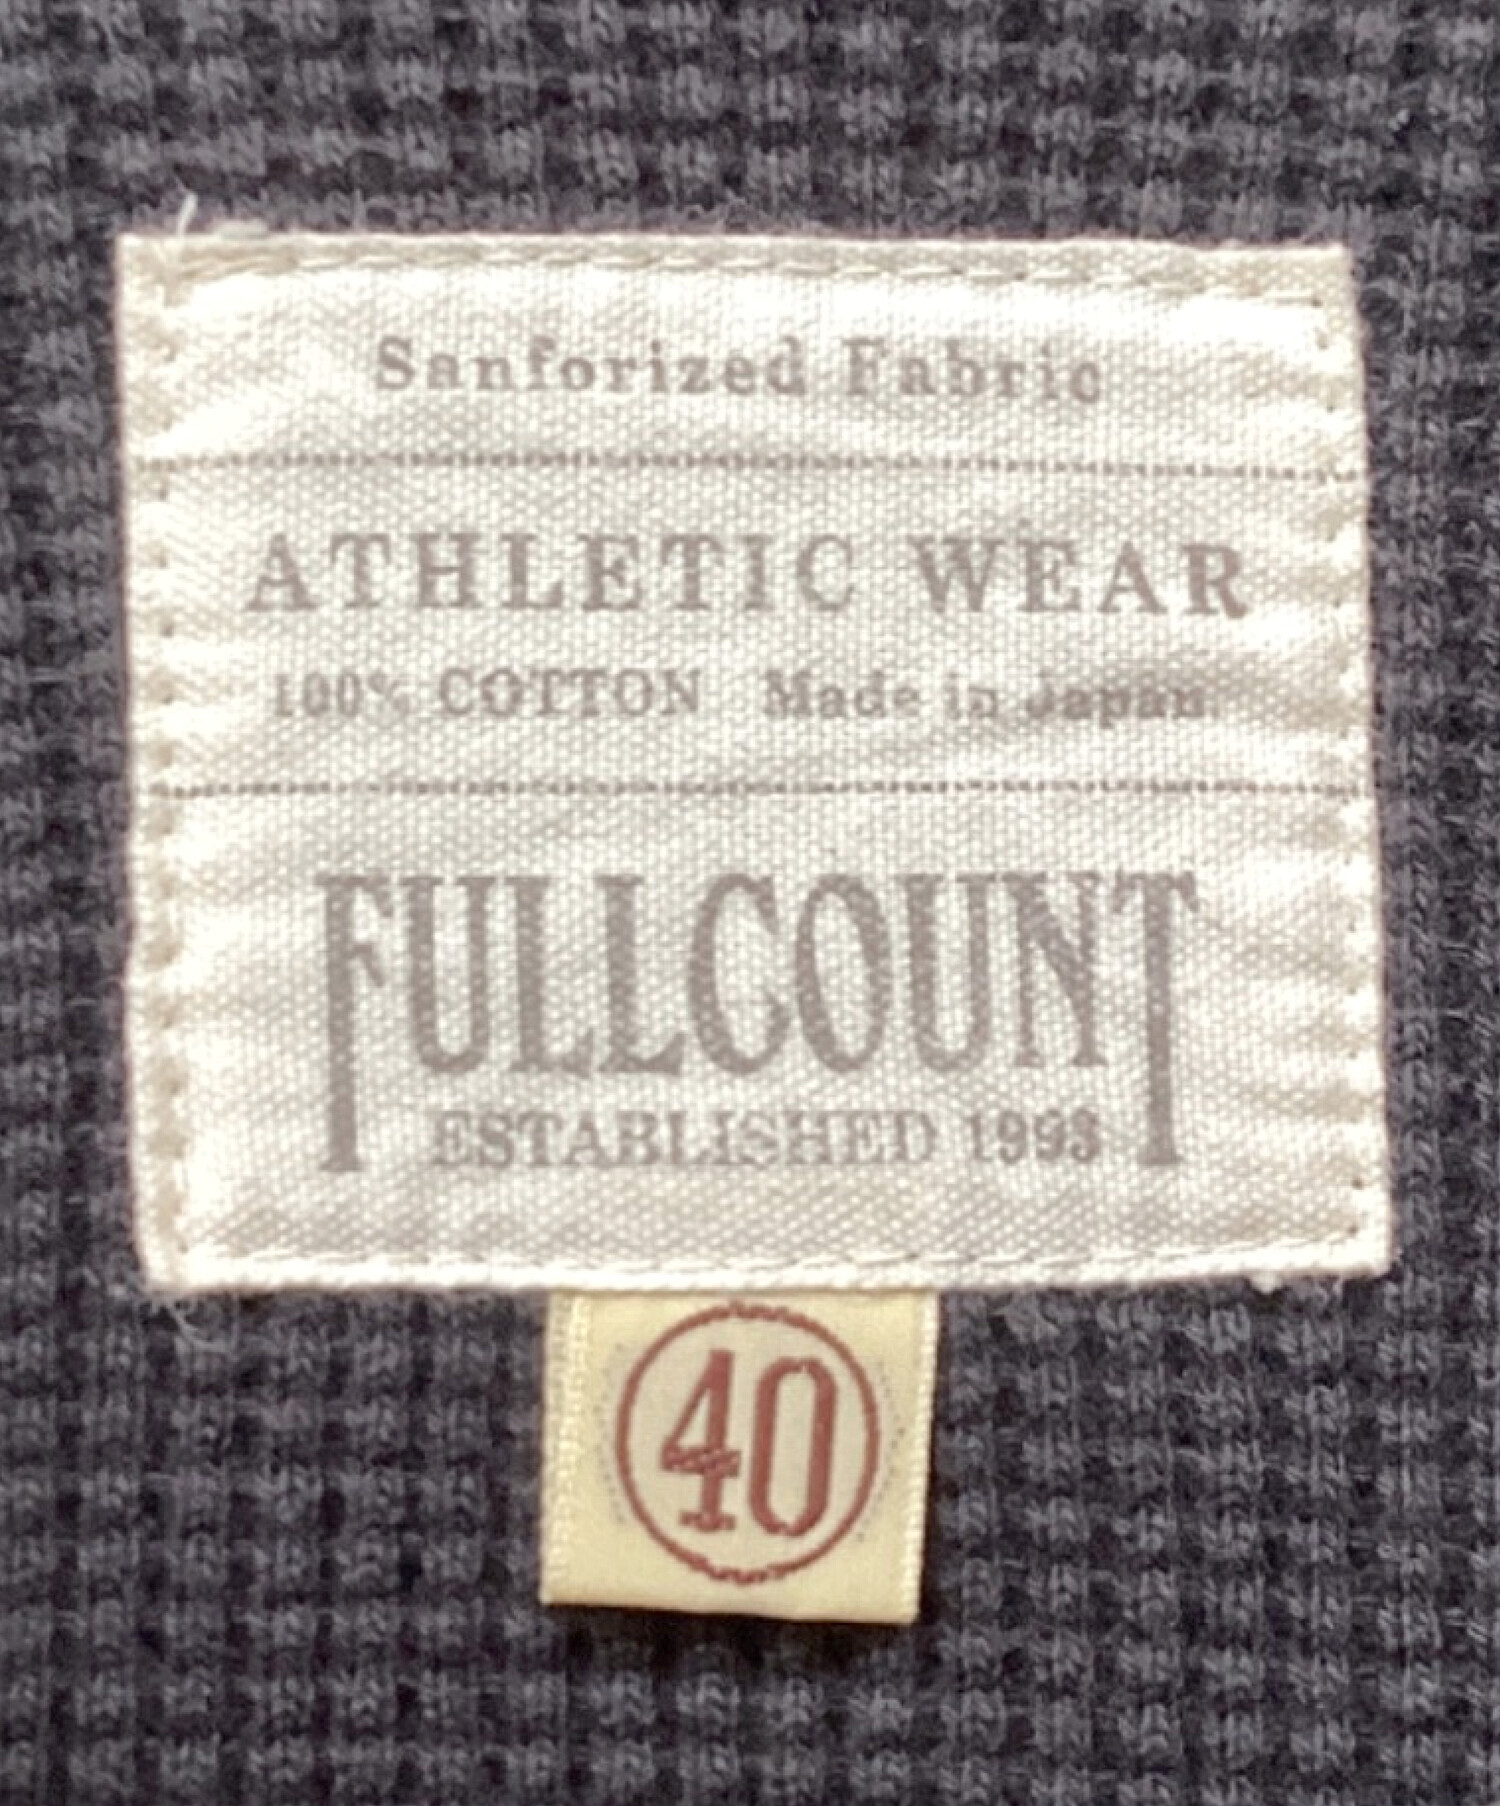 Sanforized Fabric
ATHLETIC WEAR
100% COTTON Made in Japan.
FULLCOUNT
ESTABLISHED 1993
40